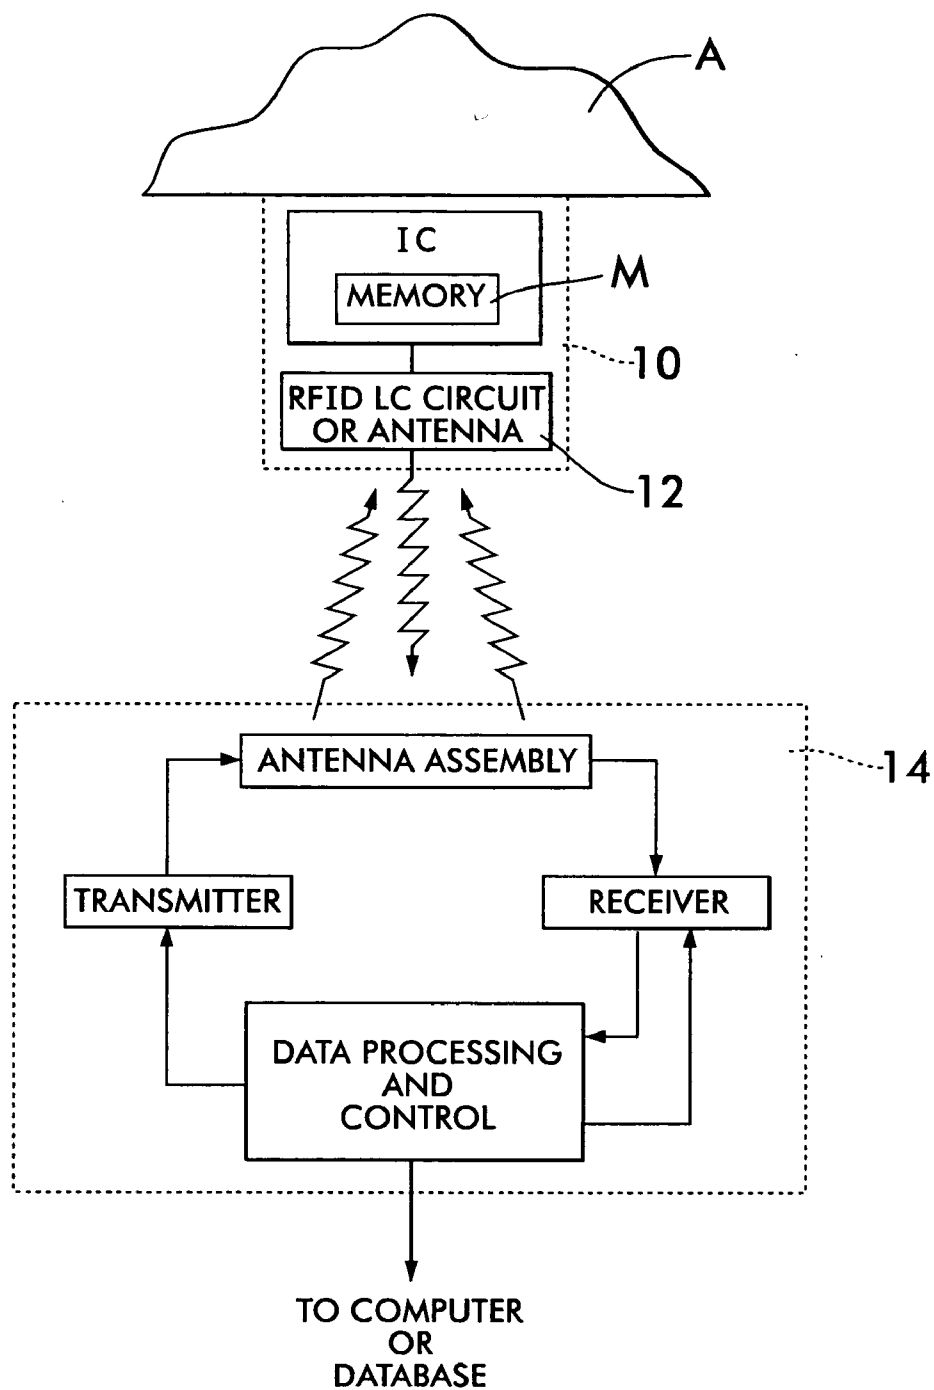 A
IC
MEMORY
M
10
RFID LC CIRCUIT
OR ANTENNA
12
ANTENNA ASSEMBLY
14
TRANSMITTER
RECEIVER
DATA PROCESSING
AND
CONTROL
TO COMPUTER
OR
DATABASE